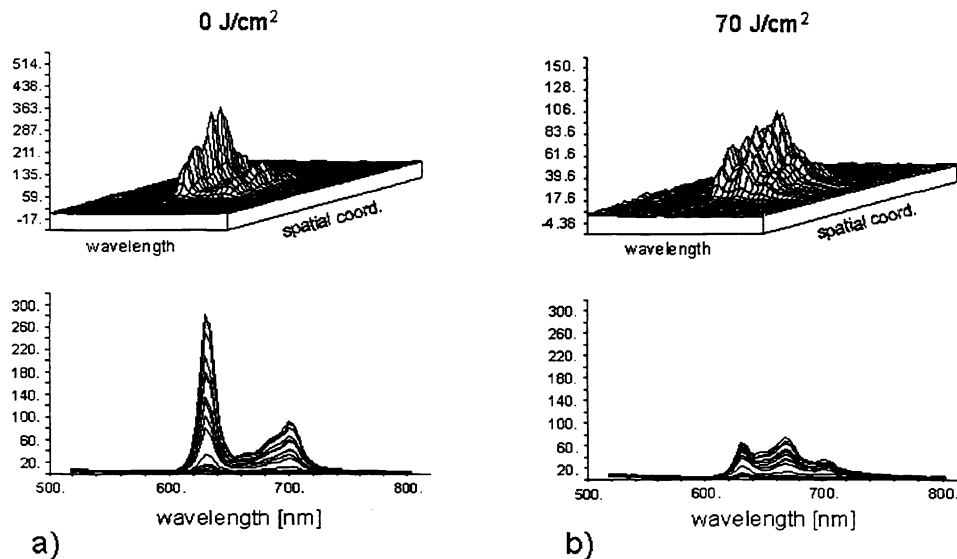 0 J/cm²
514.
438.
363.
287.
211.
135.
59.
-17.
wavelength
spatial coord.
70 J/cm²
150.
128.
106.
83.6
61.6
39.6
17.6
-4.36
wavelength
spatial coord.
300.
260.
220.
180.
140.
100.
60.
20.
500. 600. 700. 800.
wavelength [nm]
a)
300.
260.
220.
180.
140.
100.
60.
20.
500. 600. 700. 800.
wavelength [nm]
b)